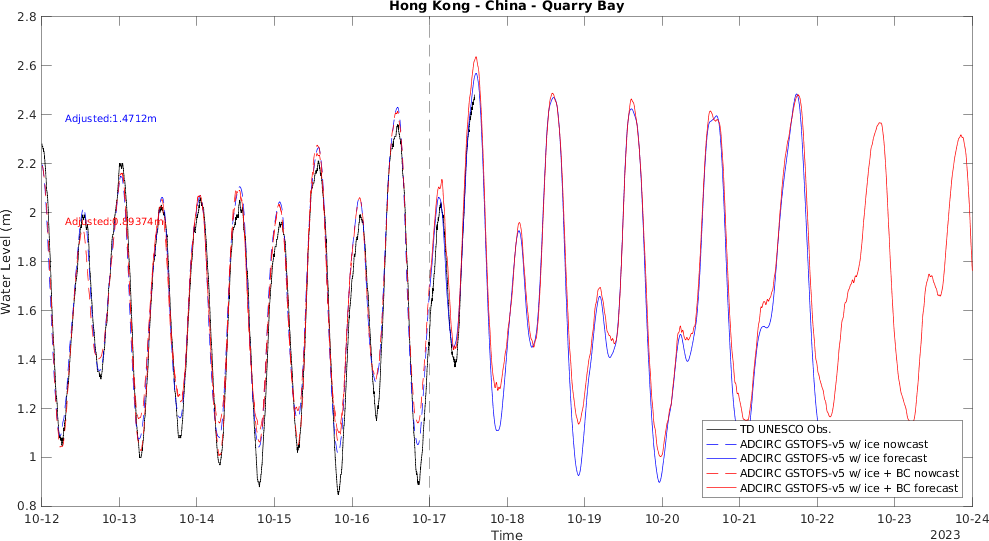 Hong Kong - China - Quarry Bay
Water Level (m)
2.8
2.6
2.4
2.2
2
1.8
1.6
1.4
1.2
1
0.8
Adjusted:1.4712m
Adjusted:0.89374m
TD UNESCO Obs.
ADCIRC GSTOFS-v5 w/ ice nowcast
ADCIRC GSTOFS-v5 w/ ice forecast
ADCIRC GSTOFS-v5 w/ ice + BC nowcast
ADCIRC GSTOFS-v5 w/ ice + BC forecast
10-12 10-13 10-14 10-15 10-16 10-17 10-18 10-19 10-20 10-21 10-22 10-23 10-24
Time
2023